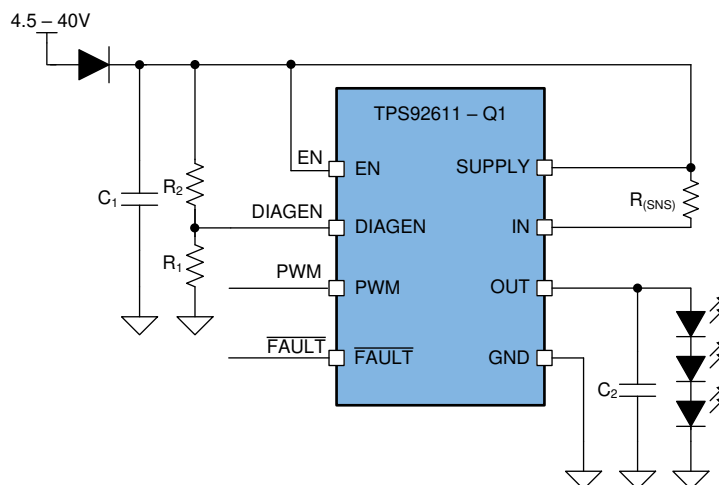 4.5 – 40V
TPS92611 – Q1
EN
EN
SUPPLY
R2
C1
R(SNS)
DIAGEN
DIAGEN
IN
R1
PWM
PWM
OUT
FAULT
FAULT
GND
C2